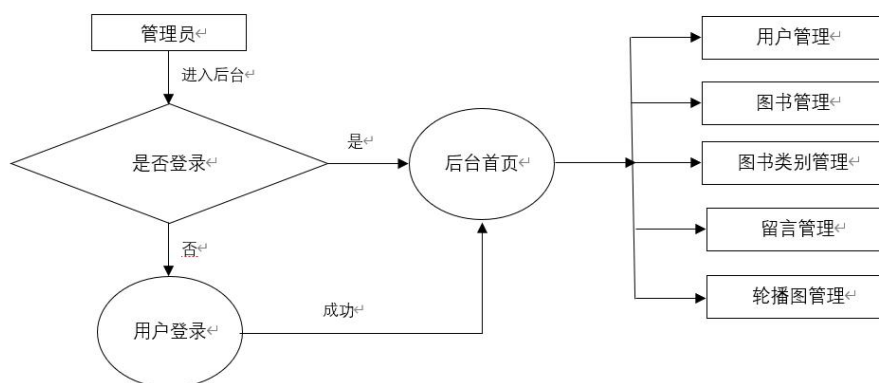 管理员
进入后台
是否登录
是
后台首页
否
用户登录
成功
用户管理
图书管理
图书类别管理
留言管理
轮播图管理